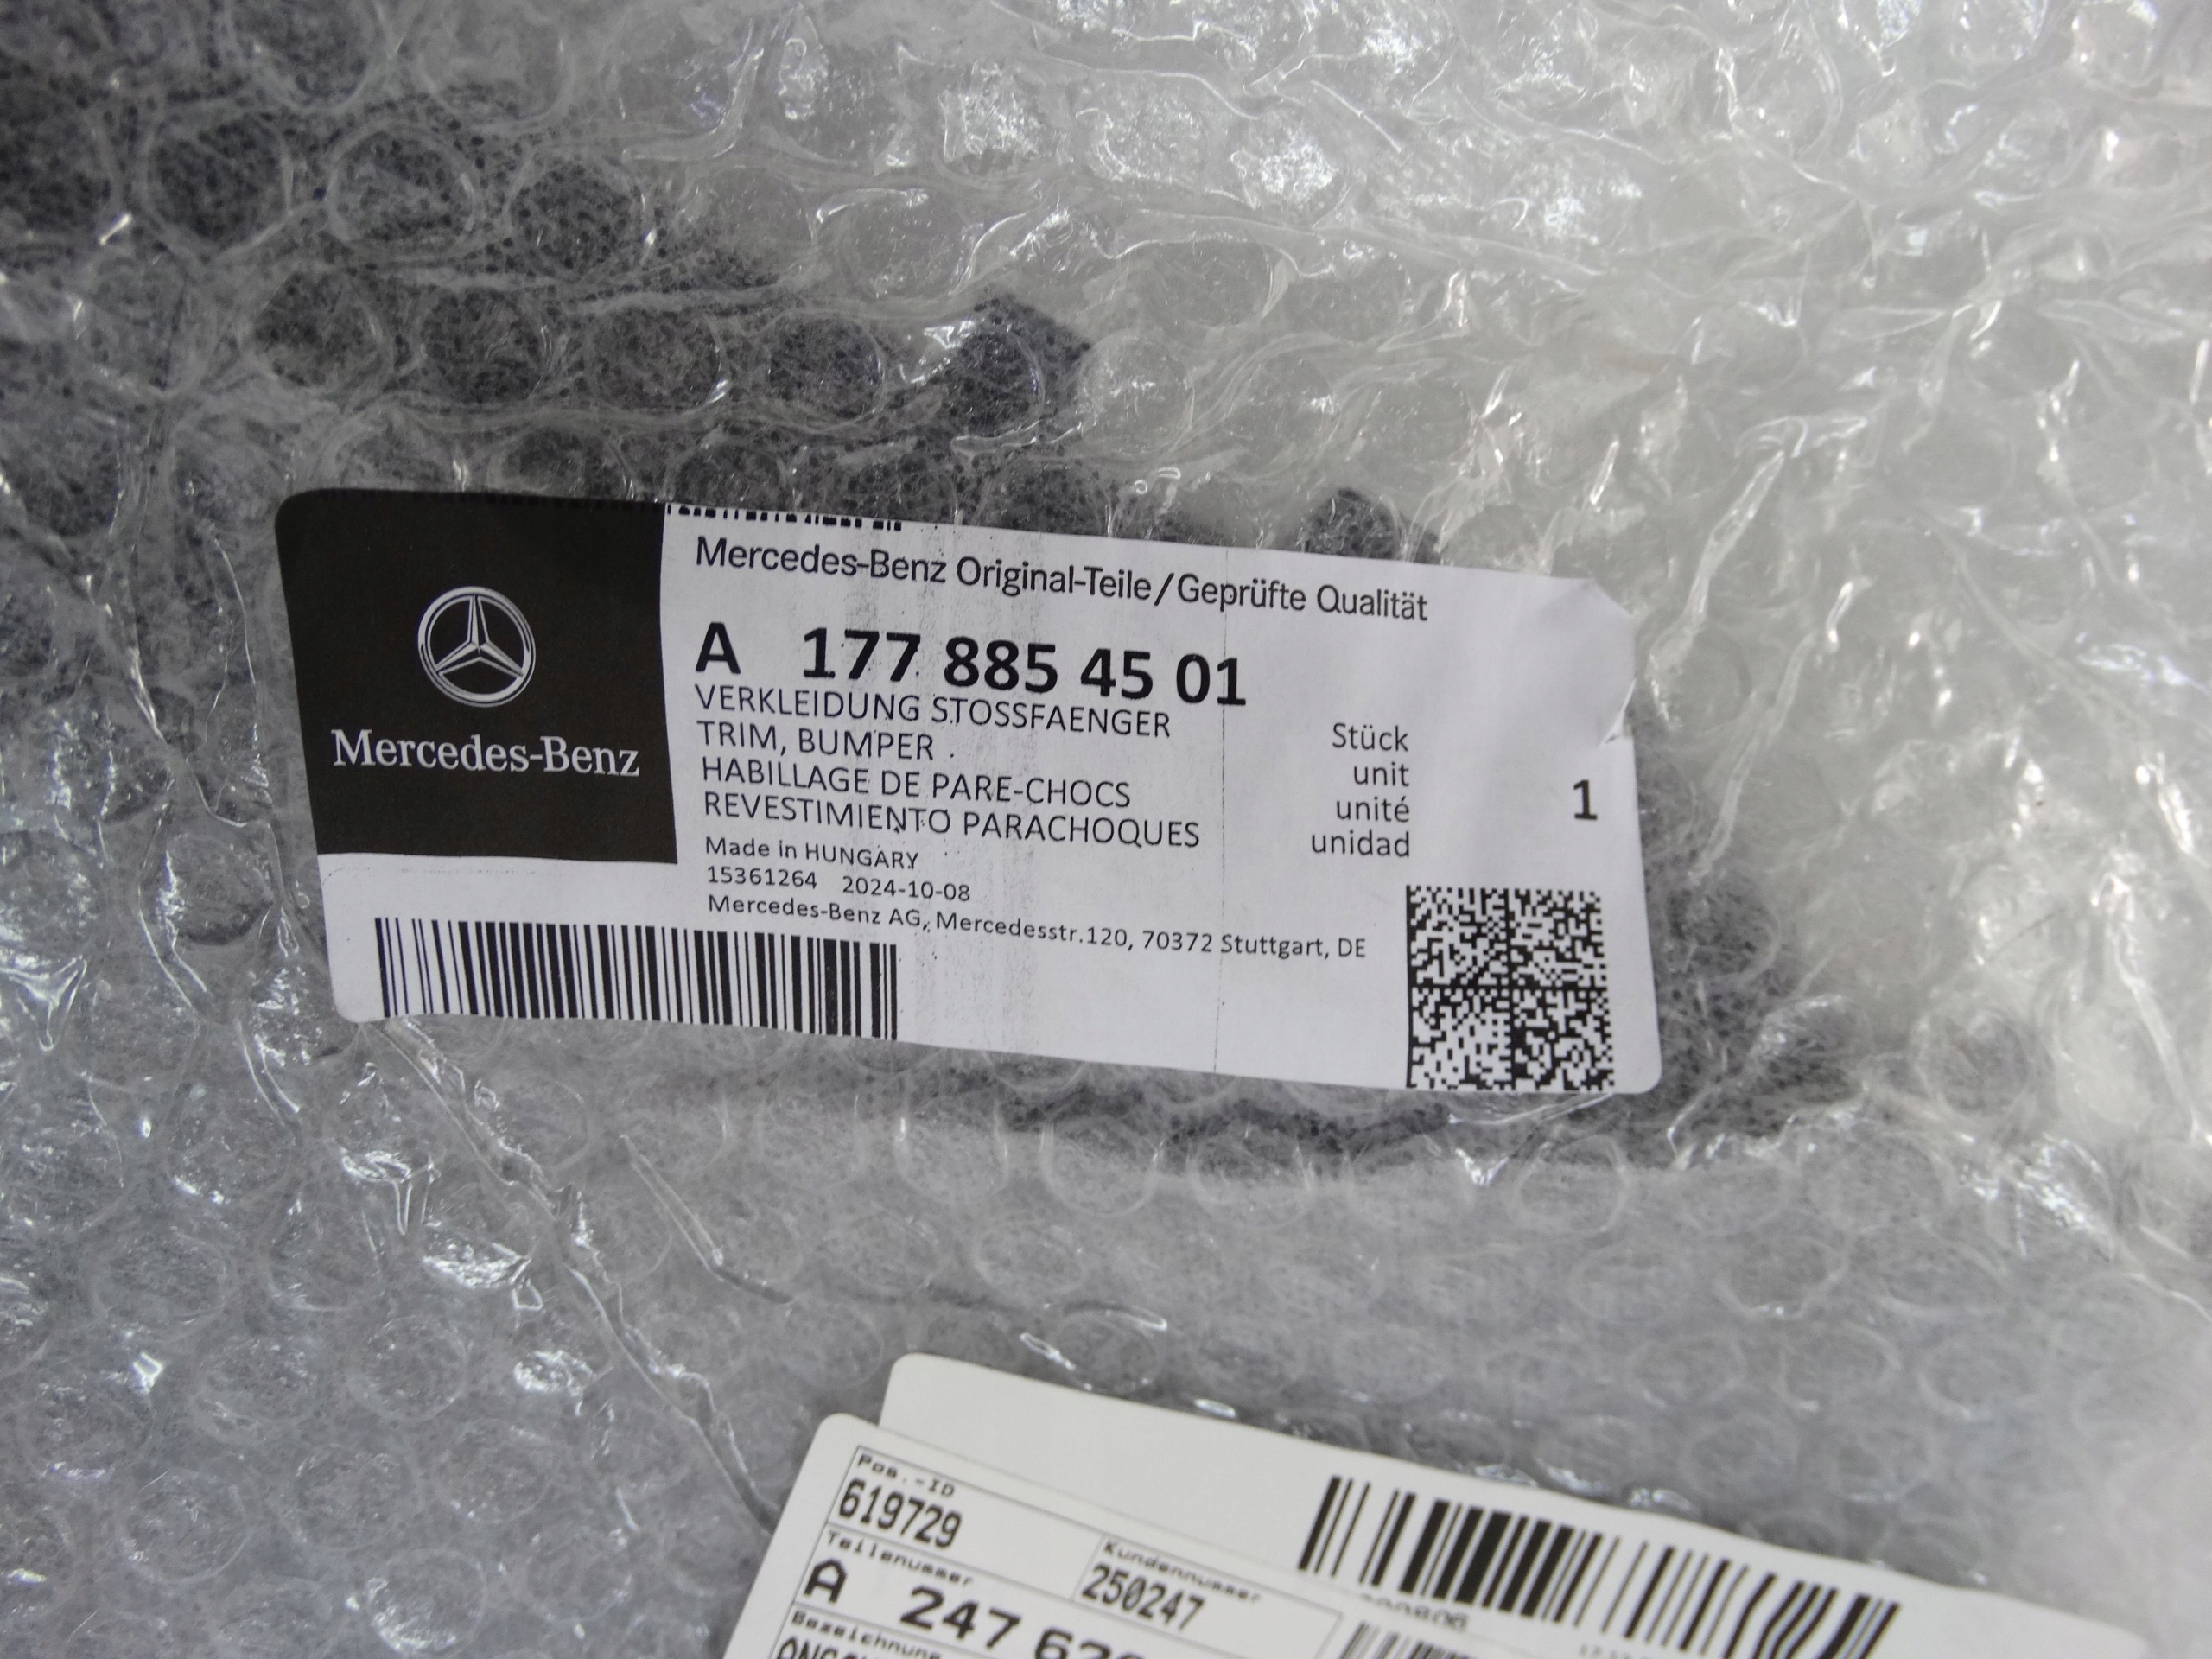 Mercedes-Benz
Mercedes-Benz Original-Teile/Geprüfte Qualität
A 177 885 45 01
VERKLEIDUNG STOSSFAENGER
TRIM, BUMPER
HABILLAGE DE PARE-CHOCS
REVESTIMIENTO PARACHOQUES
Stück
unit
unité
unidad
1
Made in HUNGARY
15361264 2024-10-08
Mercedes-Benz AG, Mercedesstr.120, 70372 Stuttgart, DE
Pos.-ID
619729
Teilenummer
Kundennummer
250247
A 247
Bezeichnung